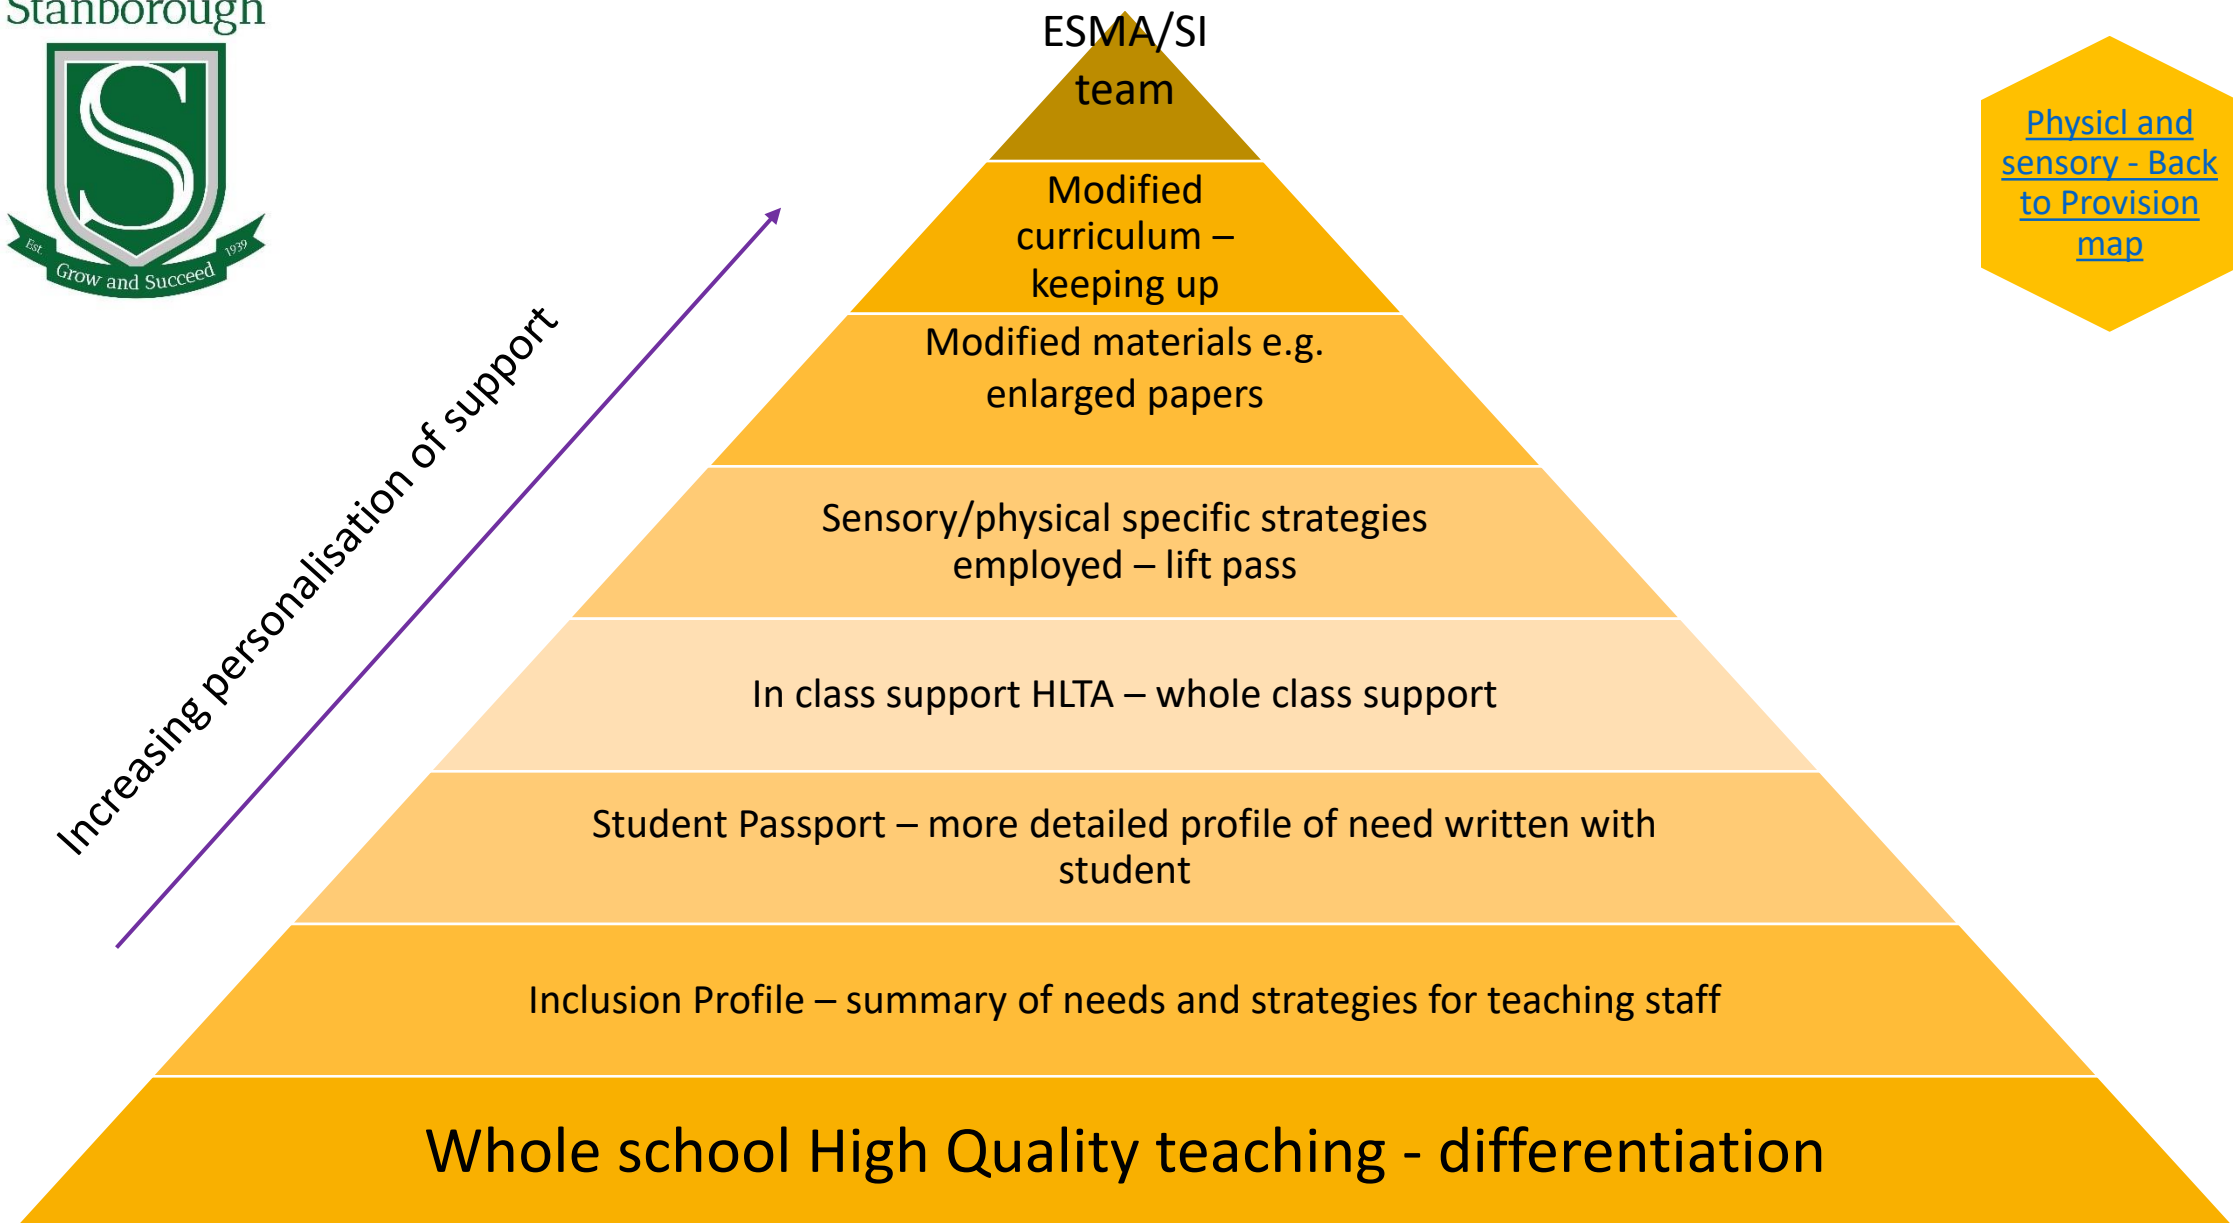 Stanborough
Est. 1939
Grow and Succeed
ESMA/SI
team
Physicl and
sensory - Back
to Provision
map
Modified
curriculum –
keeping up
Modified materials e.g.
enlarged papers
Increasing personalisation of support
Sensory/physical specific strategies
employed – lift pass
In class support HLTA – whole class support
Student Passport – more detailed profile of need written with
student
Inclusion Profile – summary of needs and strategies for teaching staff
Whole school High Quality teaching - differentiation